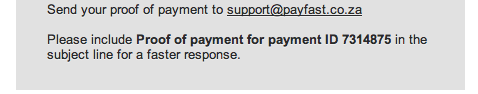 Send your proof of payment to support@payfast.co.za
Please include Proof of payment for payment ID 7314875 in the
subject line for a faster response.